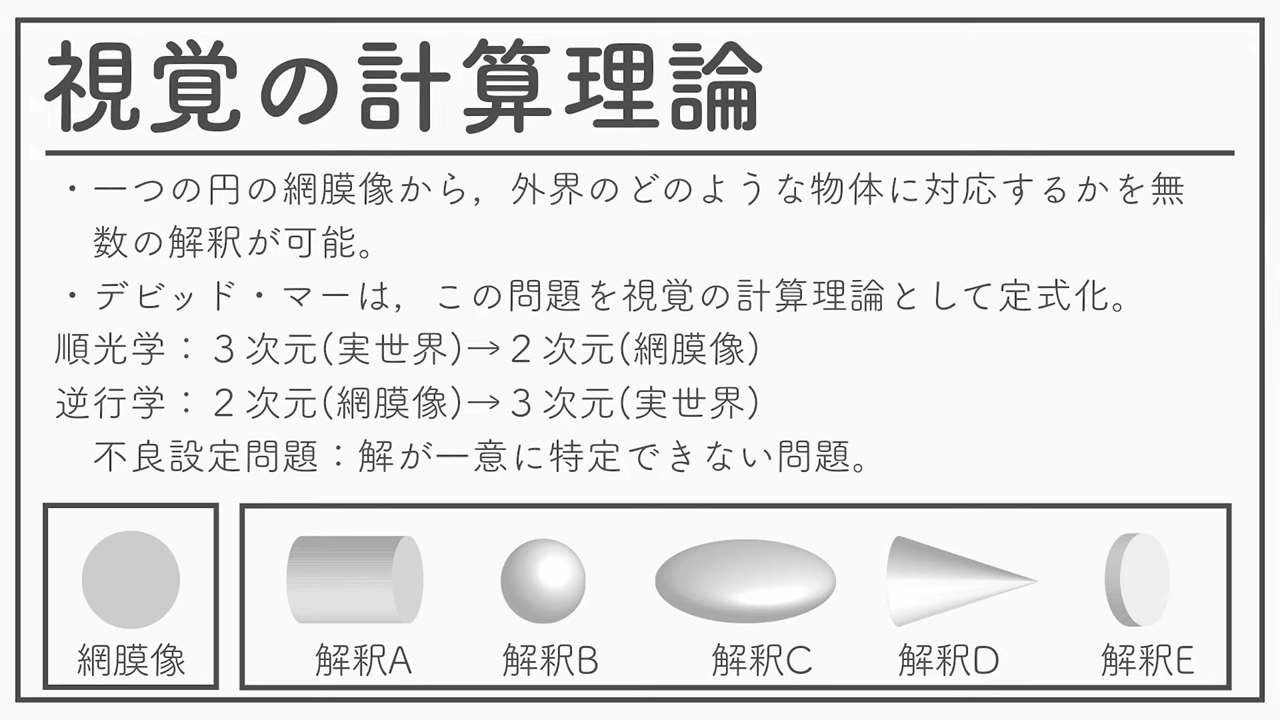 視覚の計算理論
・一つの円の網膜像から，外界のどのような物体に対応するかを無
数の解釈が可能。
・デビッド・マーは，この問題を視覚の計算理論として定式化。
順光学：３次元(実世界)→２次元(網膜像)
逆行学：２次元(網膜像)→３次元(実世界)
不良設定問題：解が一意に特定できない問題。
網膜像
解釈A
解釈B
解釈C
解釈D
解釈E